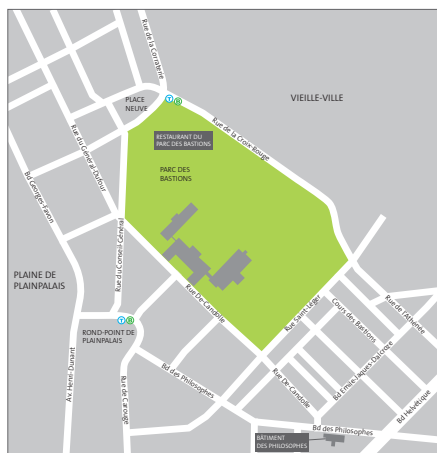 Rue de la Corraterie
VIEILLE-VILLE
PLACE
NEUVE
T
B
Rue de la Croix Rouge
RESTAURANT DU
PARC DES BASTIONS
Rue du Général-Dufour
PARC DES
BASTIONS
Bd Georges-Favon
Rue du Conseil-Général
PLAINE DE
PLAINPALAIS
Rue De-Candolle
Rue Saint-Léger
Cours des Bastions
Rue de l'Athénée
T
B
ROND-POINT DE
PLAINPALAIS
Av. Henri-Dunant
Rue de Carouge
Bd des Philosophes
Rue De-Candolle
Bd Emile-Jaques-Dalcroze
Bd Helvétique
Bd des Philosophes
BÂTIMENT
DES PHILOSOPHES